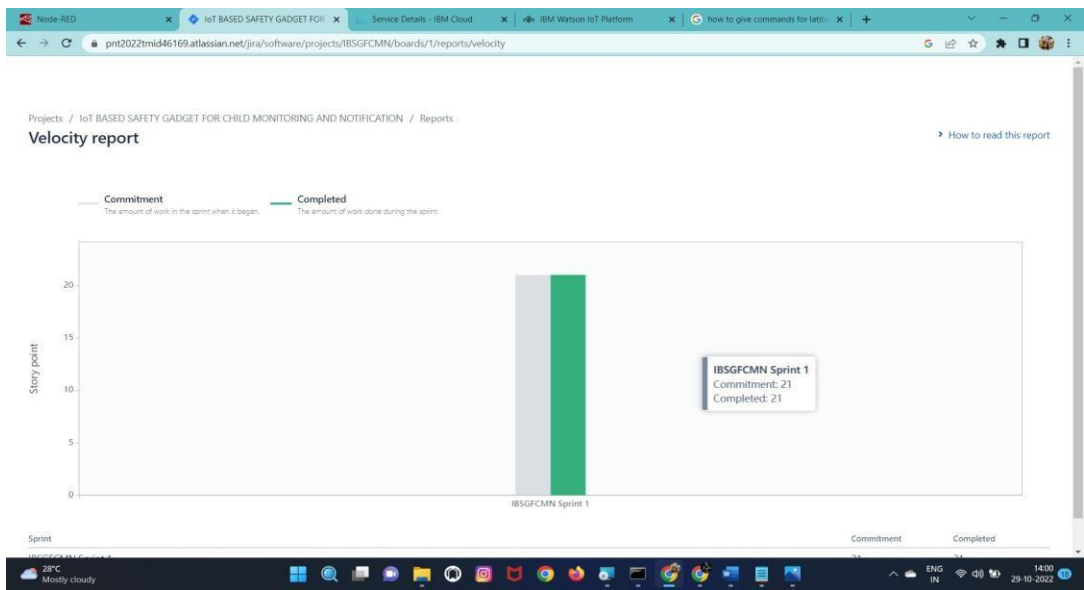 Node-RED
IoT BASED SAFETY GADGET FOR
Service Details - IBM Cloud
IBM Watson IoT Platform
how to give commands for latitu
pnt2022tmid46169.atlassian.net/jira/software/projects/IBSGFCMN/boards/1/reports/velocity
Projects / IoT BASED SAFETY GADGET FOR CHILD MONITORING AND NOTIFICATION / Reports
Velocity report
How to read this report
Commitment
The amount of work in the sprint when it began.
Completed
The amount of work done during the sprint.
Story point
20
15
10
5
0
IBSGFCMN Sprint 1
Commitment: 21
Completed: 21
IBSGFCMN Sprint 1
Sprint Commitment Completed
IBSGFCMN Sprint 1 21 21
28°C
Mostly cloudy
ENG
IN
14:00
29-10-2022